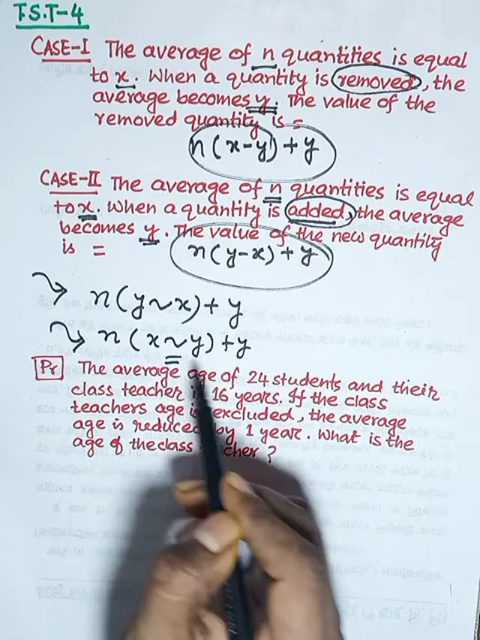 T.S.T-4
CASE-I The average of n quantities is equal
to x. When a quantity is removed, the
average becomes y. The value of the
removed quantity is =
n(x-y)+y
CASE-II The average of n quantities is equal
to x. When a quantity is added, the average
becomes y. The value of the new quantity
is = n(y-x)+y
n(y~x)+y
n(x~y)+y
Pr The average age of 24 students and their
class teacher is 16 years. If the class
teachers age is excluded, the average
age is reduced by 1 year. What is the
age of the class ?